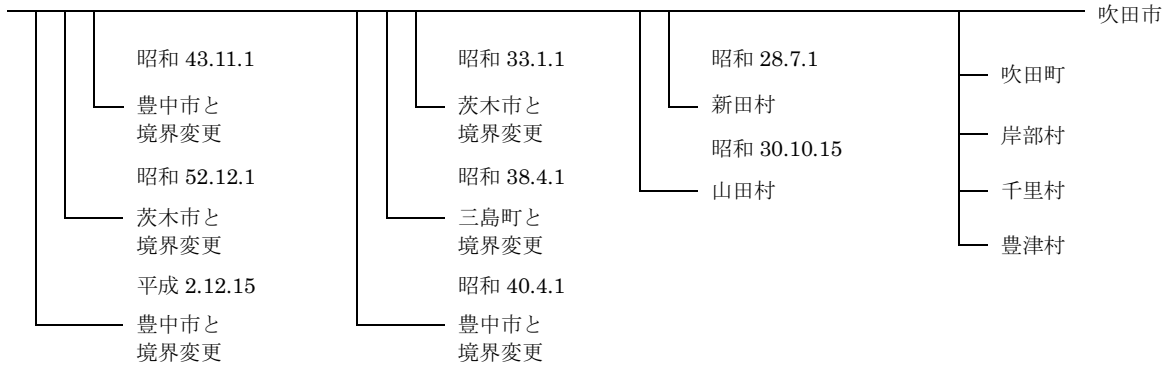 吹田市
吹田町
岸部村
千里村
豊津村
昭和 28.7.1
新田村
昭和 30.10.15
山田村
昭和 33.1.1
茨木市と
境界変更
昭和 38.4.1
三島町と
境界変更
昭和 40.4.1
豊中市と
境界変更
昭和 43.11.1
豊中市と
境界変更
昭和 52.12.1
茨木市と
境界変更
平成 2.12.15
豊中市と
境界変更